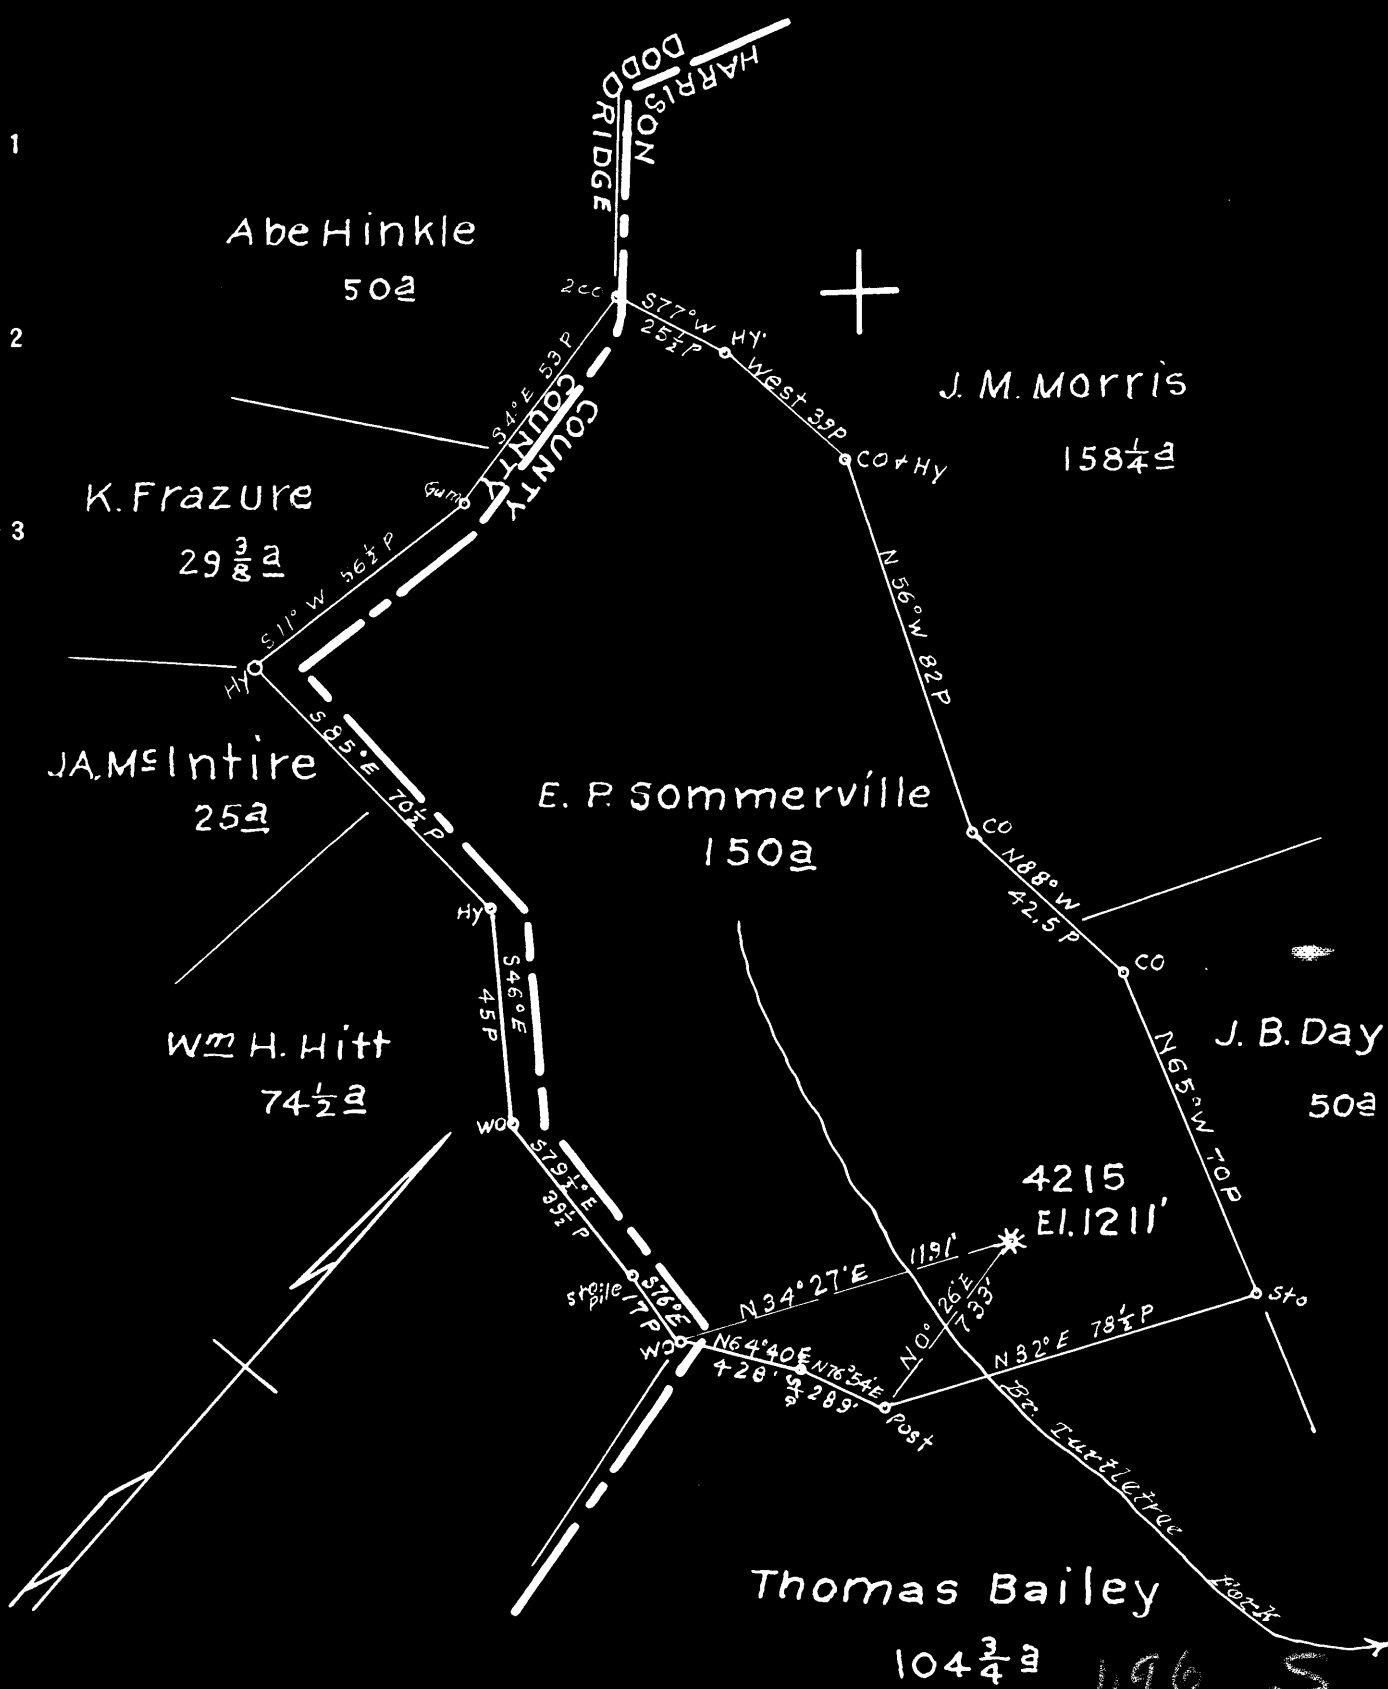 DODDRIDGE
HARRISON
1
Abe Hinkle
50a
2cc
S77°W
25½P
HY.
2
West 39P
J. M. Morris
158¼a
CO+Hy
S4°E 53P
COUNTY
COUNTY
K. Frazure
29⅜a
Gum
3
S11°W 56½P
Hy
N56°W 82P
S85°E 70½P
J.A. McIntire
25a
E. P. Sommerville
150a
CO
N88°W
42.5P
Hy
CO
S46°E
45P
J. B. Day
50a
Wm H. Hitt
74½a
WO
N65°W 70P
S79½°E
39½P
4215
El. 1211'
1191'
N34°27'E
N0°26'E
733'
Sto
Pile
S76°E
17P
WO
Sto
N32°E 78½P
N64°40'E
428'
Sto
N76°54'E
289'
Post
Br. Turtletree
Fork
Thomas Bailey
104¾a
196 S